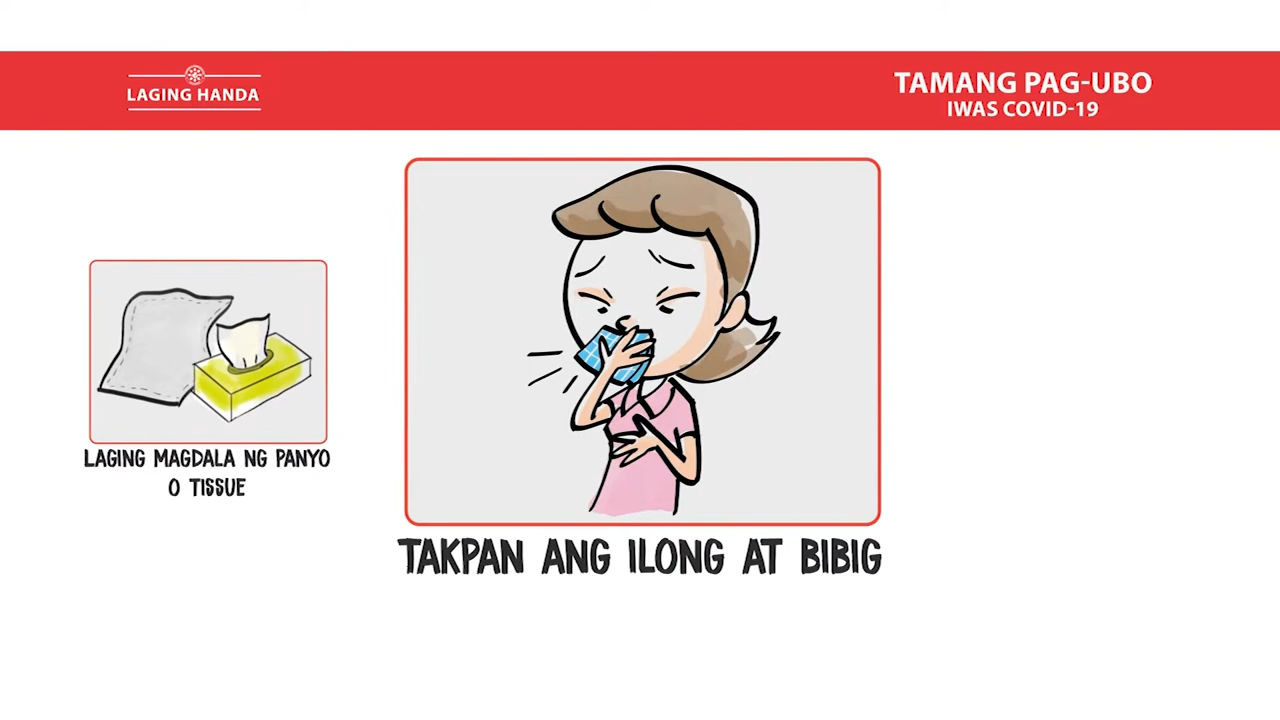 LAGING HANDA
TAMANG PAG-UBO
IWAS COVID-19
LAGING MAGDALA NG PANYO
O TISSUE
TAKPAN ANG ILONG AT BIBIG